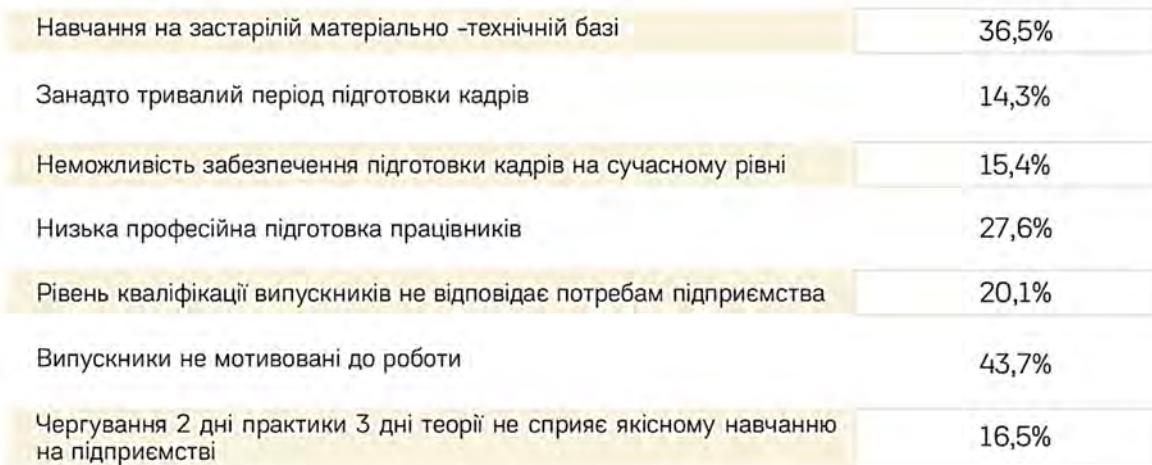 Навчання на застарілій матеріально -технічній базі 36,5%
Занадто тривалий період підготовки кадрів 14,3%
Неможливість забезпечення підготовки кадрів на сучасному рівні 15,4%
Низька професійна підготовка працівників 27,6%
Рівень кваліфікації випускників не відповідає потребам підприємства 20,1%
Випускники не мотивовані до роботи 43,7%
Чергування 2 дні практики 3 дні теорії не сприяє якісному навчанню
на підприємстві 16,5%